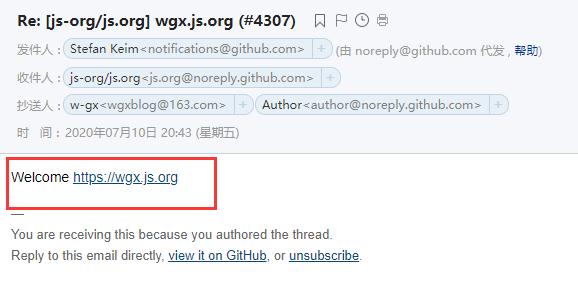 Re: [js-org/js.org] wgx.js.org (#4307)
发件人: Stefan Keim<notifications@github.com> + (由 noreply@github.com 代发 , 帮助)
收件人: js-org/js.org<js.org@noreply.github.com> +
抄送人: w-gx<wgxblog@163.com> + Author<author@noreply.github.com> +
时 间: 2020年07月10日 20:43 (星期五)
Welcome https://wgx.js.org
—
You are receiving this because you authored the thread.
Reply to this email directly, view it on GitHub, or unsubscribe.